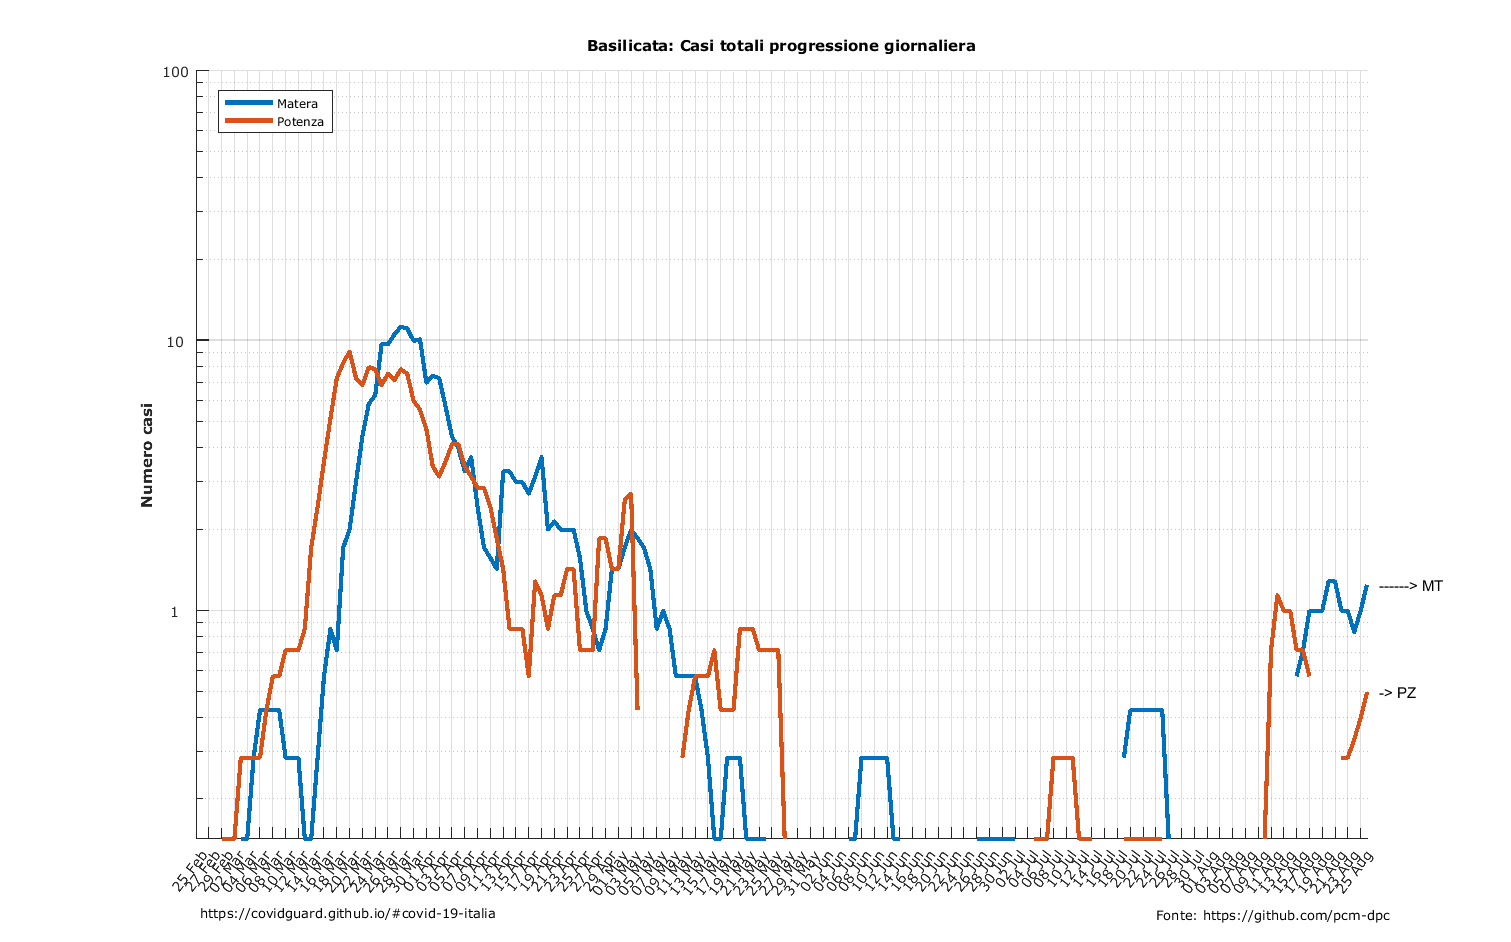 Basilicata: Casi totali progressione giornaliera
100
10
1
Numero casi
Matera
Potenza
------> MT
-> PZ
25 Feb
27 Feb
29 Feb
02 Mar
04 Mar
06 Mar
08 Mar
10 Mar
12 Mar
14 Mar
16 Mar
18 Mar
20 Mar
22 Mar
24 Mar
26 Mar
28 Mar
30 Mar
01 Apr
03 Apr
05 Apr
07 Apr
09 Apr
11 Apr
13 Apr
15 Apr
17 Apr
19 Apr
21 Apr
23 Apr
25 Apr
27 Apr
29 Apr
01 May
03 May
05 May
07 May
09 May
11 May
13 May
15 May
17 May
19 May
21 May
23 May
25 May
27 May
29 May
31 May
02 Jun
04 Jun
06 Jun
08 Jun
10 Jun
12 Jun
14 Jun
16 Jun
18 Jun
20 Jun
22 Jun
24 Jun
26 Jun
28 Jun
30 Jun
02 Jul
04 Jul
06 Jul
08 Jul
10 Jul
12 Jul
14 Jul
16 Jul
18 Jul
20 Jul
22 Jul
24 Jul
26 Jul
28 Jul
30 Jul
01 Aug
03 Aug
05 Aug
07 Aug
09 Aug
11 Aug
13 Aug
15 Aug
17 Aug
19 Aug
21 Aug
23 Aug
25 Aug
https://covidguard.github.io/#covid-19-italia
Fonte: https://github.com/pcm-dpc